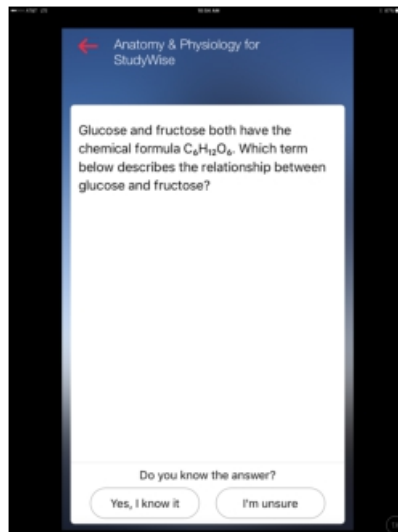 Anatomy & Physiology for
StudyWise
Glucose and fructose both have the
chemical formula C₆H₁₂O₆. Which term
below describes the relationship between
glucose and fructose?
Do you know the answer?
Yes, I know it
I'm unsure